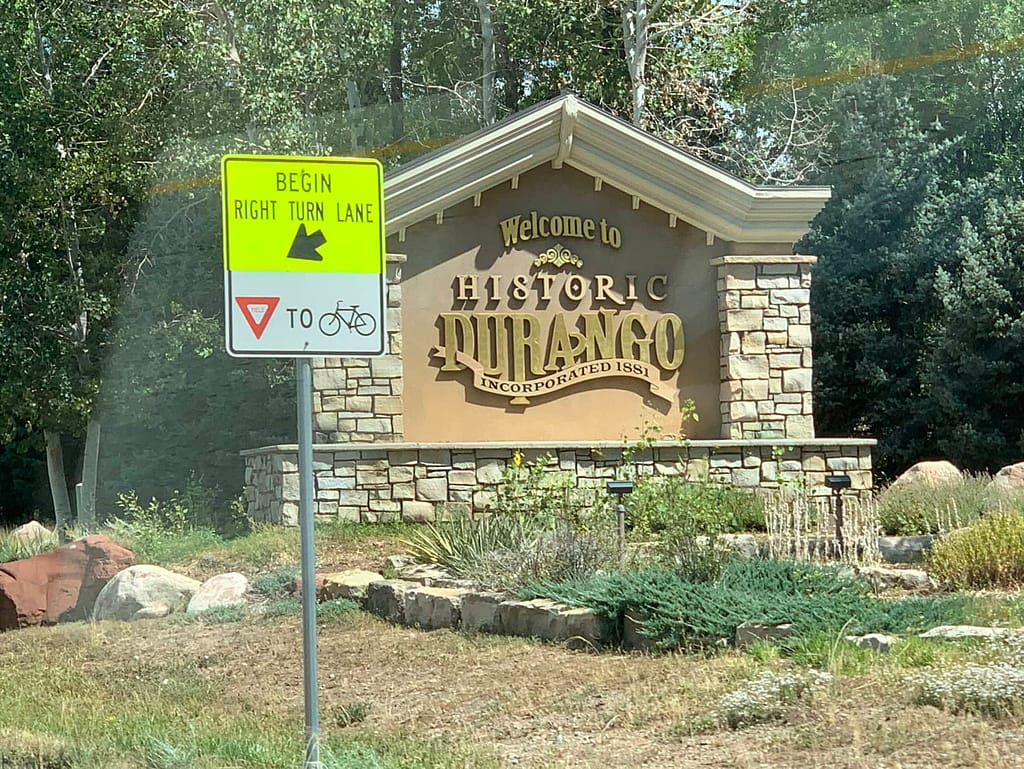 BEGIN
RIGHT TURN LANE
YIELD
TO
Welcome to
HISTORIC
DURANGO
INCORPORATED 1881